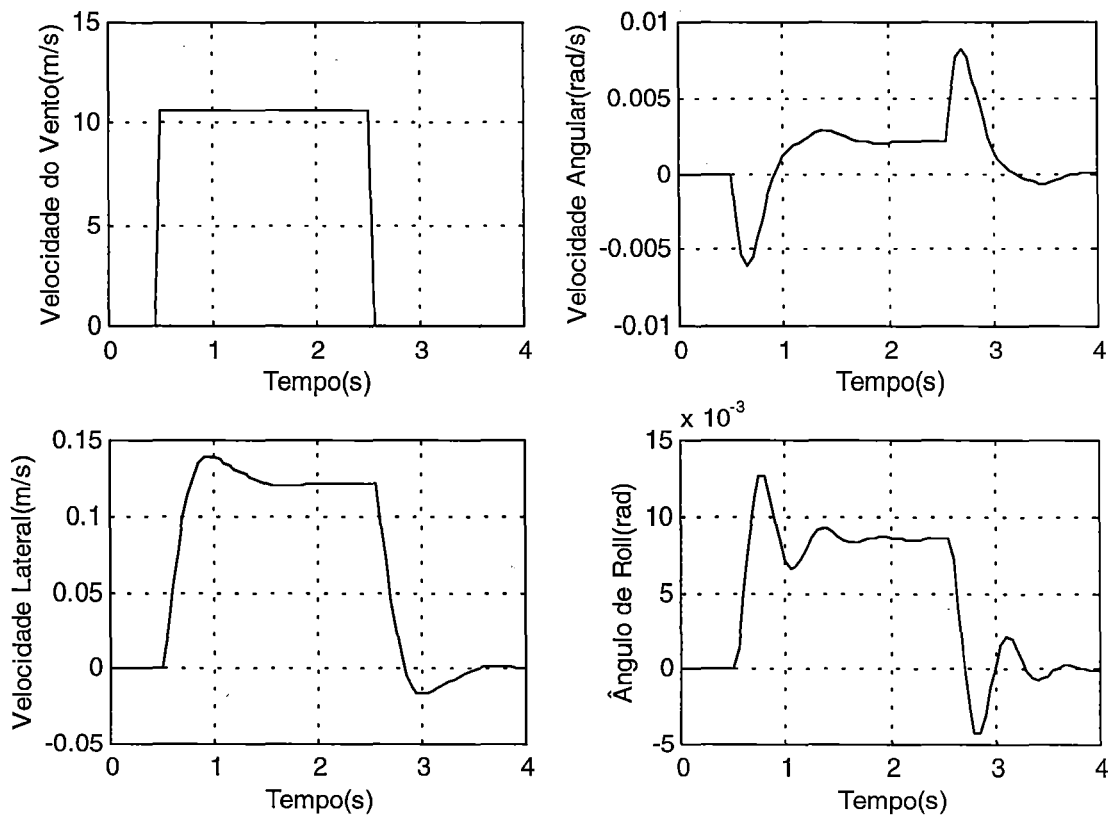 15
10
5
0
Velocidade do Vento(m/s)
0 1 2 3 4
Tempo(s)
0.01
0.005
0
-0.005
-0.01
Velocidade Angular(rad/s)
0 1 2 3 4
Tempo(s)
0.15
0.1
0.05
0
-0.05
Velocidade Lateral(m/s)
0 1 2 3 4
Tempo(s)
x 10-3
15
10
5
0
-5
Ângulo de Roll(rad)
0 1 2 3 4
Tempo(s)